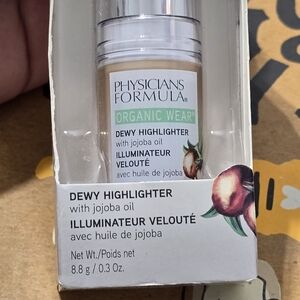 PHYSICIANS
FORMULA®
ORGANIC WEAR®
DEWY HIGHLIGHTER
with jojoba oil
ILLUMINATEUR
VELOUTÉ
avec huile de jojoba
DEWY HIGHLIGHTER
with jojoba oil
ILLUMINATEUR VELOUTÉ
avec huile de jojoba
Net Wt./Poids net
8.8 g / 0.3 Oz.